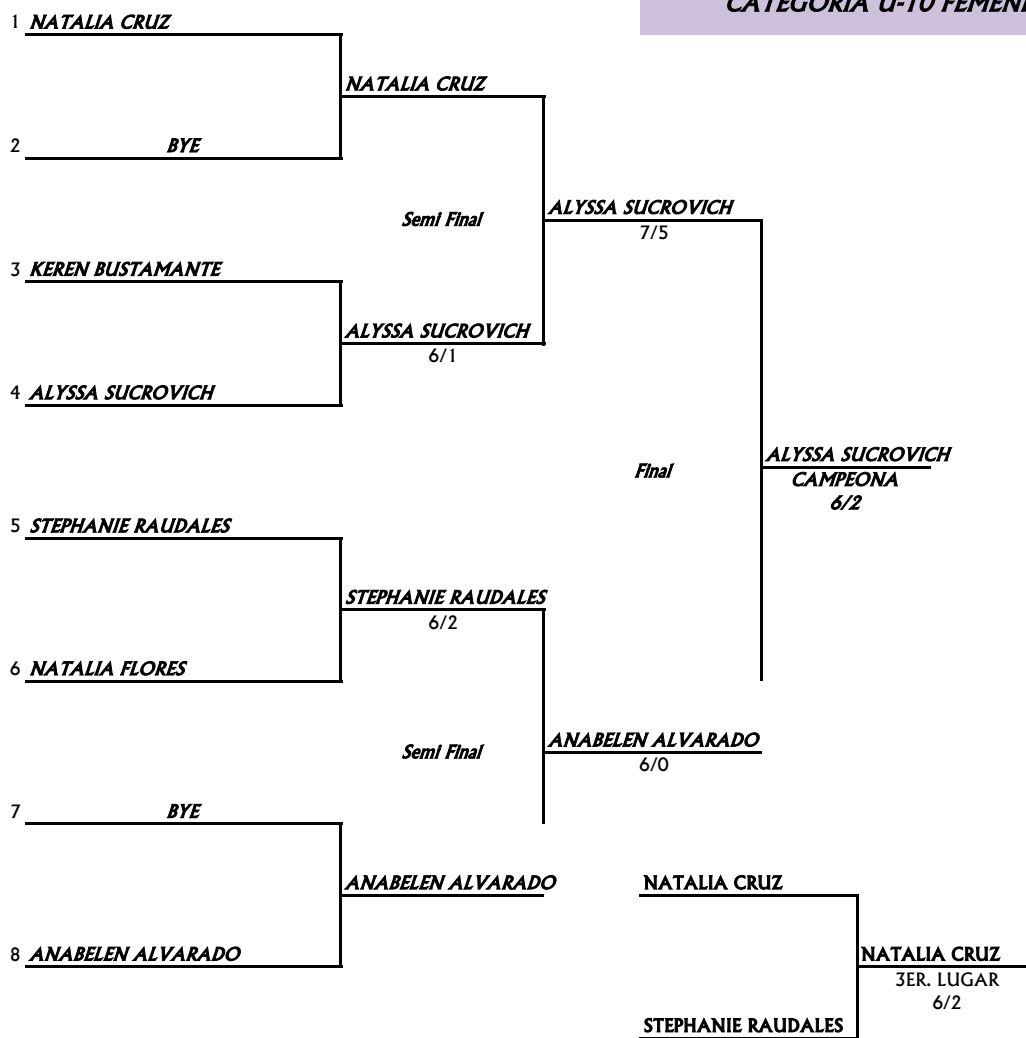 CATEGORIA U-10
1 NATALIA CRUZ
NATALIA CRUZ
2 BYE
Semi Final
ALYSSA SUCROVICH
7/5
3 KEREN BUSTAMANTE
ALYSSA SUCROVICH
6/1
4 ALYSSA SUCROVICH
Final
ALYSSA SUCROVICH
CAMPEONA
6/2
5 STEPHANIE RAUDALES
STEPHANIE RAUDALES
6/2
6 NATALIA FLORES
Semi Final
ANABELEN ALVARADO
6/0
7 BYE
ANABELEN ALVARADO
NATALIA CRUZ
8 ANABELEN ALVARADO
NATALIA CRUZ
3ER. LUGAR
6/2
STEPHANIE RAUDALES